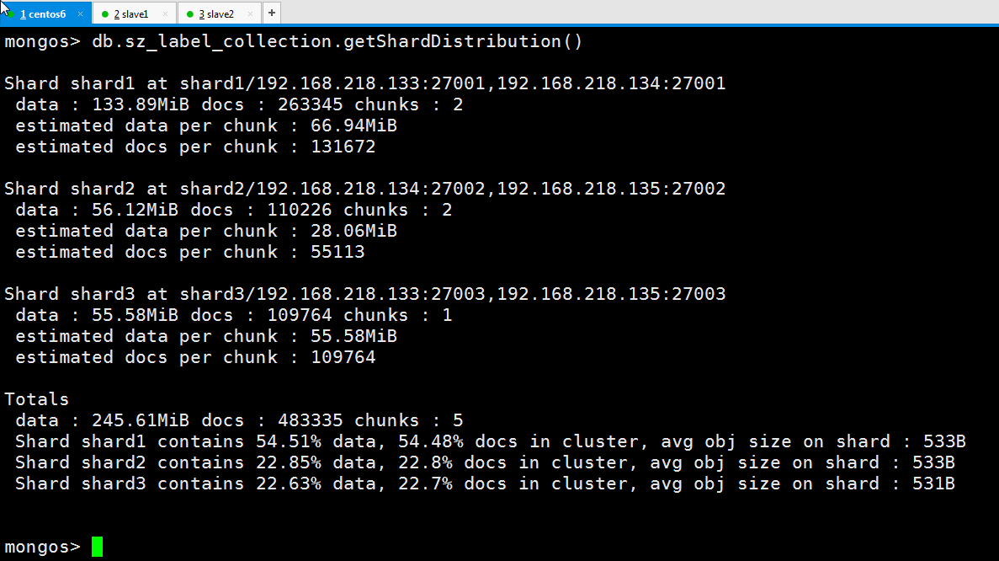 1 centos6 × 2 slave1 × 3 slave2 × +
mongos> db.sz_label_collection.getShardDistribution()
Shard shard1 at shard1/192.168.218.133:27001,192.168.218.134:27001
data : 133.89MiB docs : 263345 chunks : 2
estimated data per chunk : 66.94MiB
estimated docs per chunk : 131672
Shard shard2 at shard2/192.168.218.134:27002,192.168.218.135:27002
data : 56.12MiB docs : 110226 chunks : 2
estimated data per chunk : 28.06MiB
estimated docs per chunk : 55113
Shard shard3 at shard3/192.168.218.133:27003,192.168.218.135:27003
data : 55.58MiB docs : 109764 chunks : 1
estimated data per chunk : 55.58MiB
estimated docs per chunk : 109764
Totals
data : 245.61MiB docs : 483335 chunks : 5
Shard shard1 contains 54.51% data, 54.48% docs in cluster, avg obj size on shard : 533B
Shard shard2 contains 22.85% data, 22.8% docs in cluster, avg obj size on shard : 533B
Shard shard3 contains 22.63% data, 22.7% docs in cluster, avg obj size on shard : 531B
mongos>